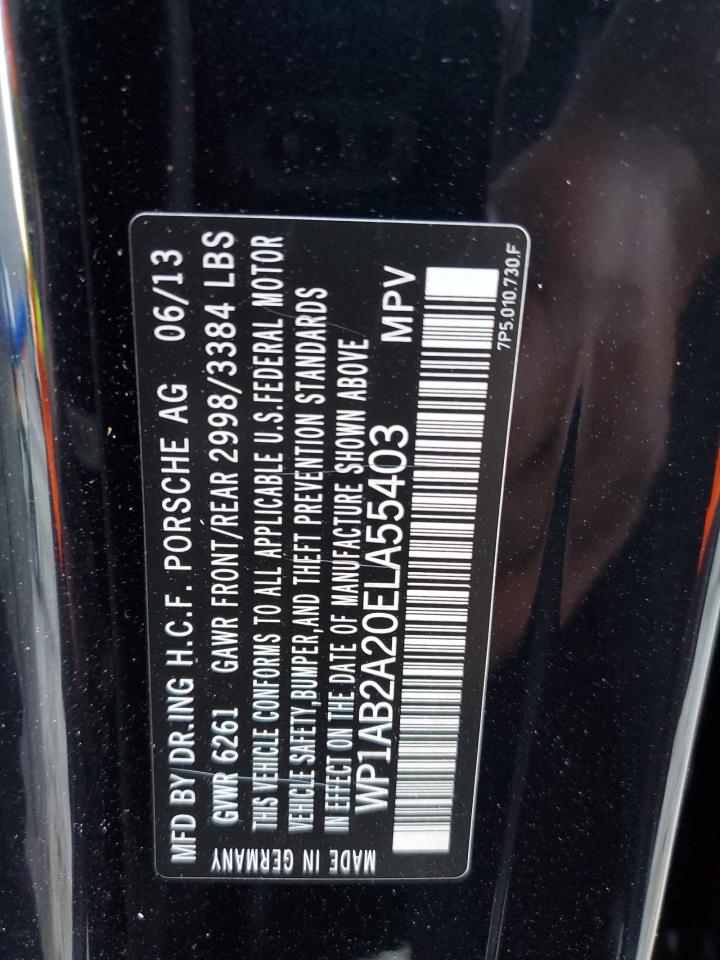 MFD BY DR.ING H.C.F. PORSCHE AG 06/13
GVWR 6261 GAWR FRONT/REAR 2998/3384 LBS
THIS VEHICLE CONFORMS TO ALL APPLICABLE U.S.FEDERAL MOTOR
VEHICLE SAFETY,BUMPER,AND THEFT PREVENTION STANDARDS
IN EFFECT ON THE DATE OF MANUFACTURE SHOWN ABOVE
WP1AB2A20ELA55403 MPV
MADE IN GERMANY
7P5.010.730.F